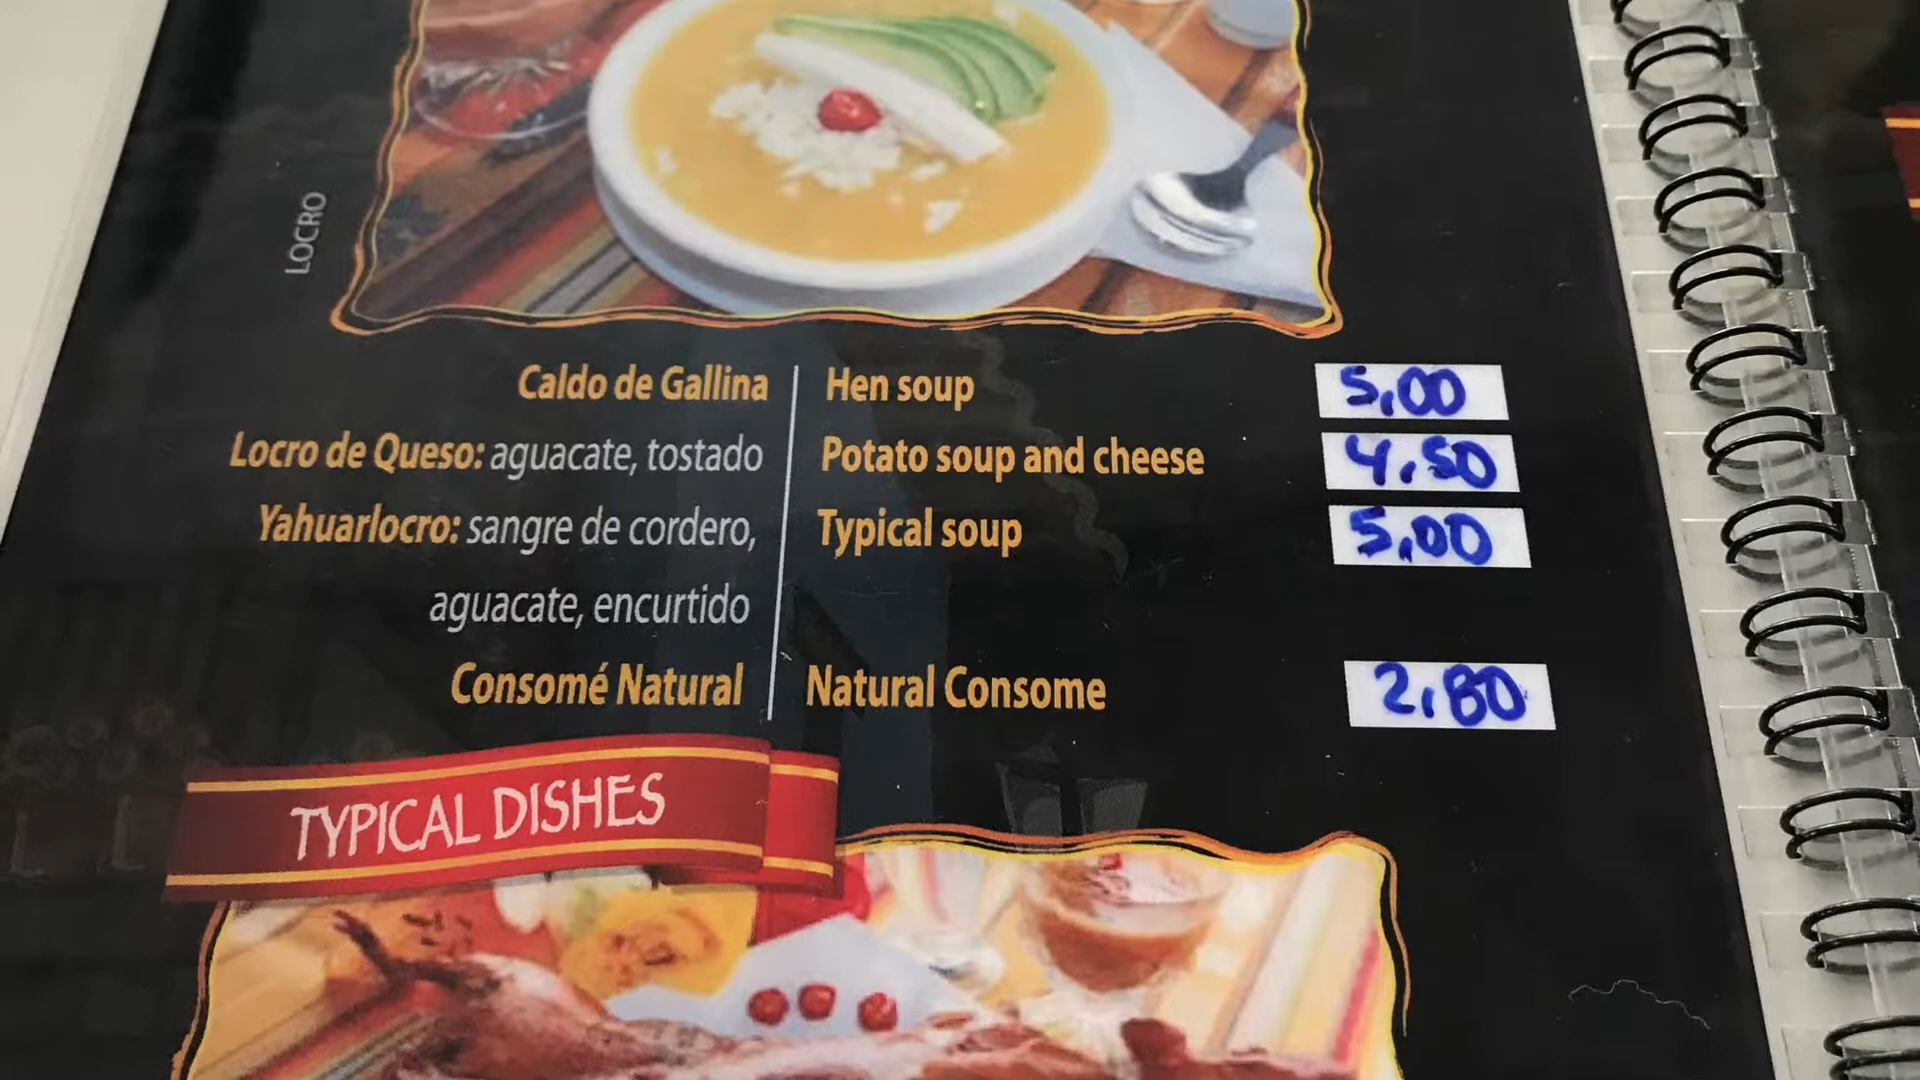 LOCRO
Caldo de Gallina Hen soup 5,00
Locro de Queso: aguacate, tostado Potato soup and cheese 4,50
Yahuarlocro: sangre de cordero, Typical soup 5,00
aguacate, encurtido
Consomé Natural Natural Consome 2,80
TYPICAL DISHES